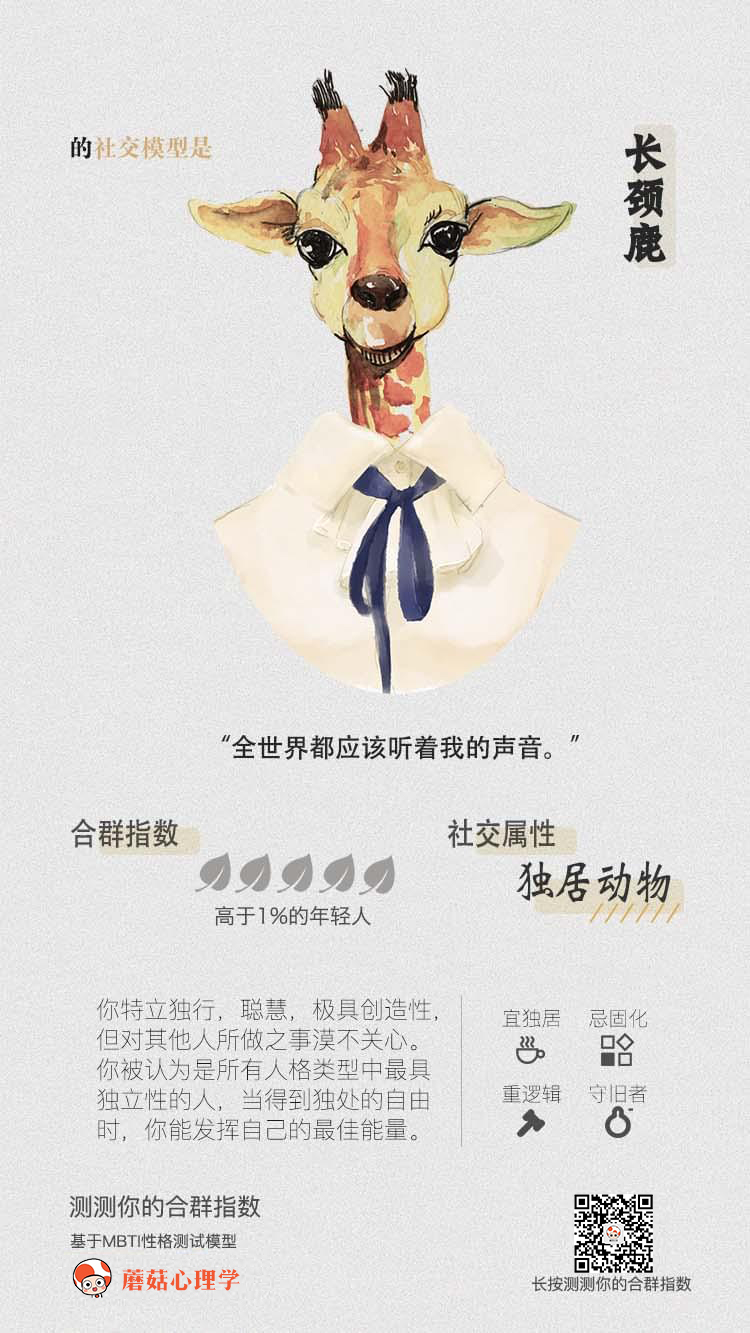 的社交模型是
长颈鹿
“全世界都应该听着我的声音。”
合群指数
高于1%的年轻人
社交属性
独居动物
你特立独行，聪慧，极具创造性，
但对其他人所做之事漠不关心。
你被认为是所有人格类型中最具
独立性的人，当得到独处的自由
时，你能发挥自己的最佳能量。
宜独居 忌固化
重逻辑 守旧者
测测你的合群指数
基于MBTI性格测试模型
蘑菇心理学
长按测测你的合群指数